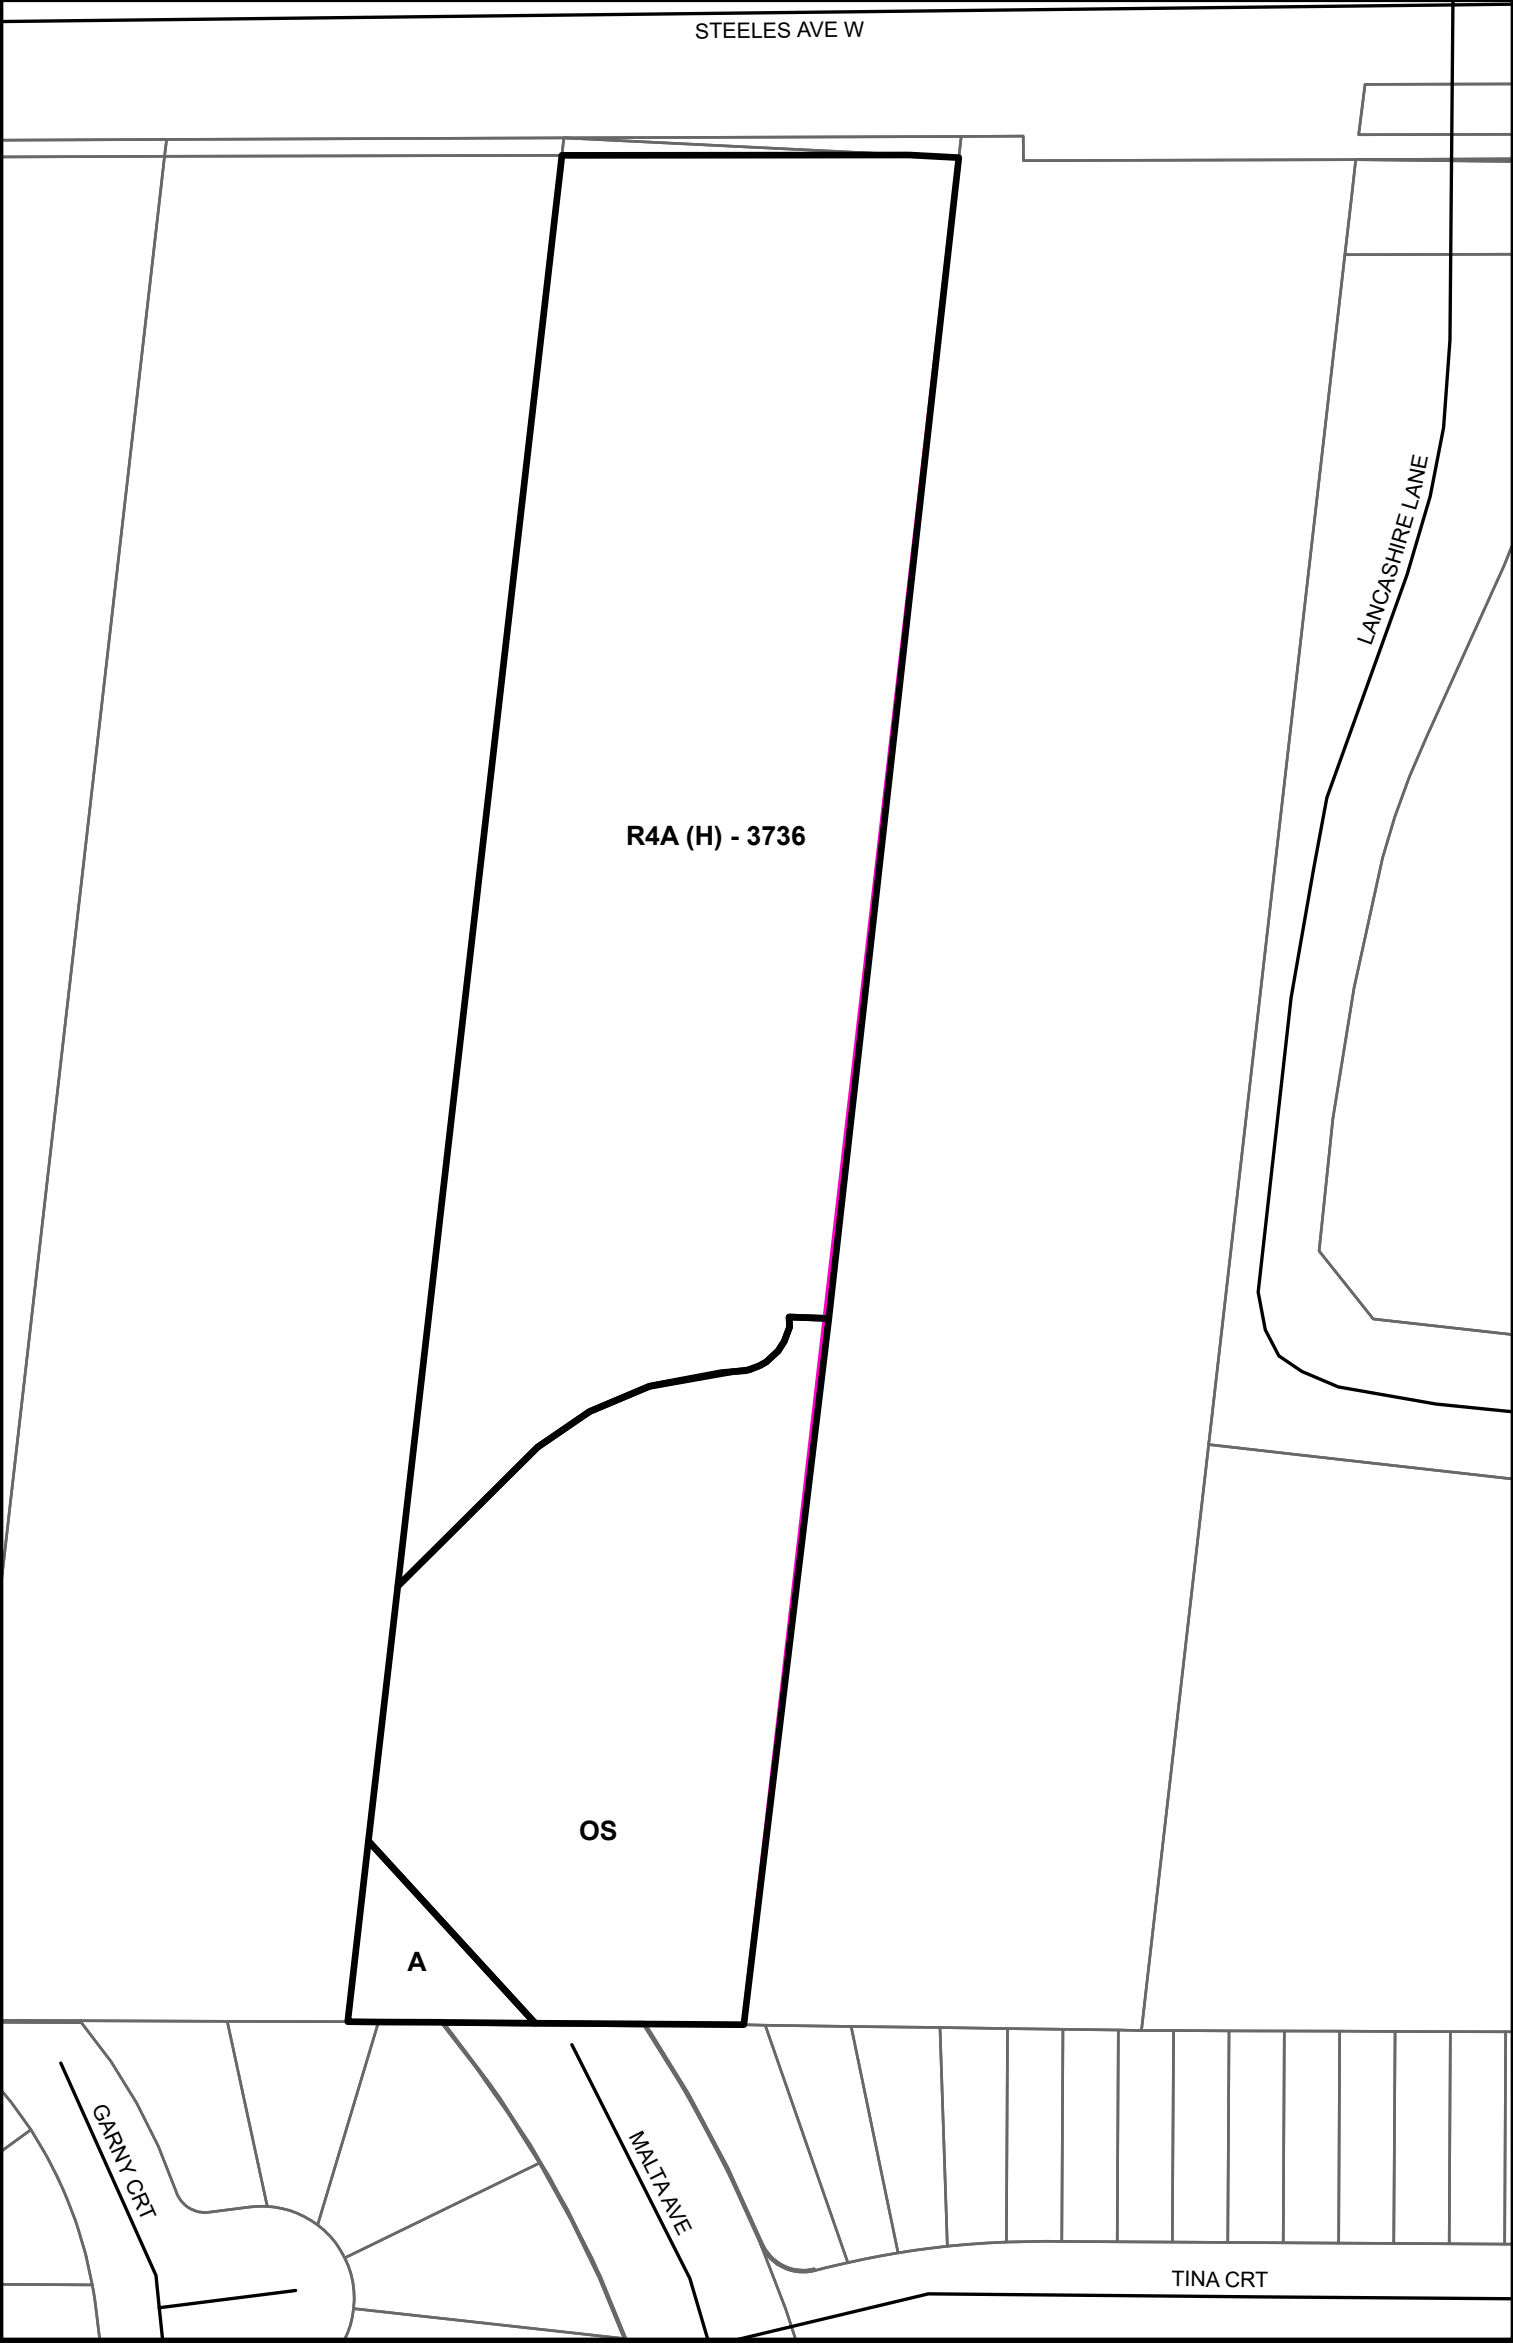 STEELES AVE W
LANCASHIRE LANE
R4A (H) - 3736
OS
A
GARNY CRT
MALTA AVE
TINA CRT